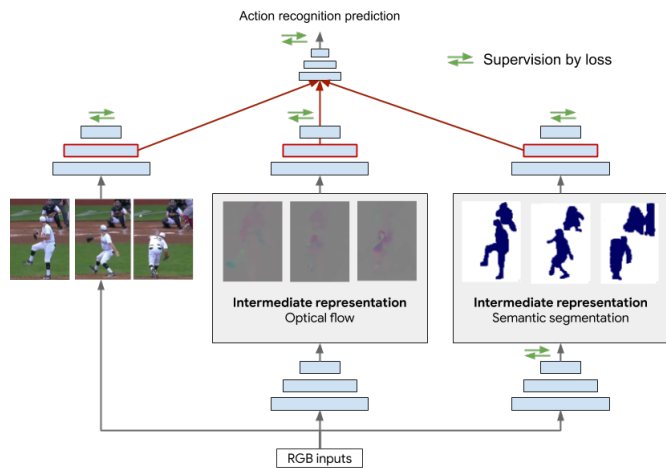 Action recognition prediction
Supervision by loss
Intermediate representation
Optical flow
Intermediate representation
Semantic segmentation
RGB inputs